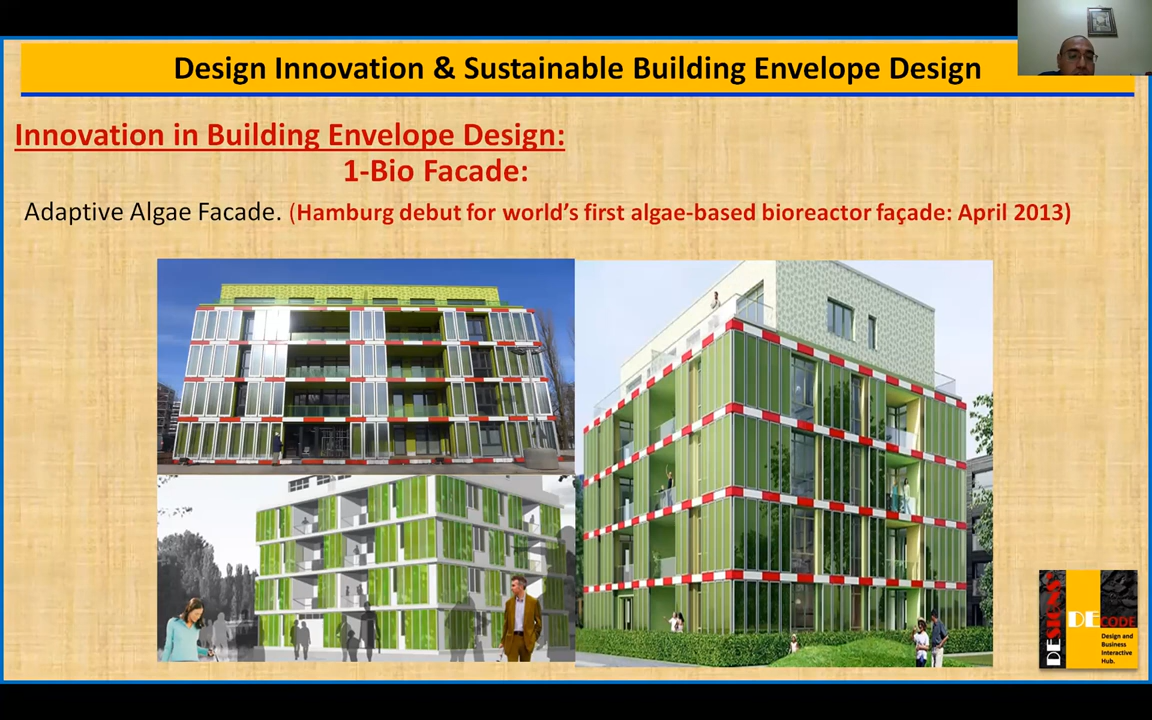 Design Innovation & Sustainable Building Envelope Design
Innovation in Building Envelope Design:
1-Bio Facade:
Adaptive Algae Facade. (Hamburg debut for world's first algae-based bioreactor façade: April 2013)
DESIGNS'
DECODE
Design and
Business
Interactive
Hub.